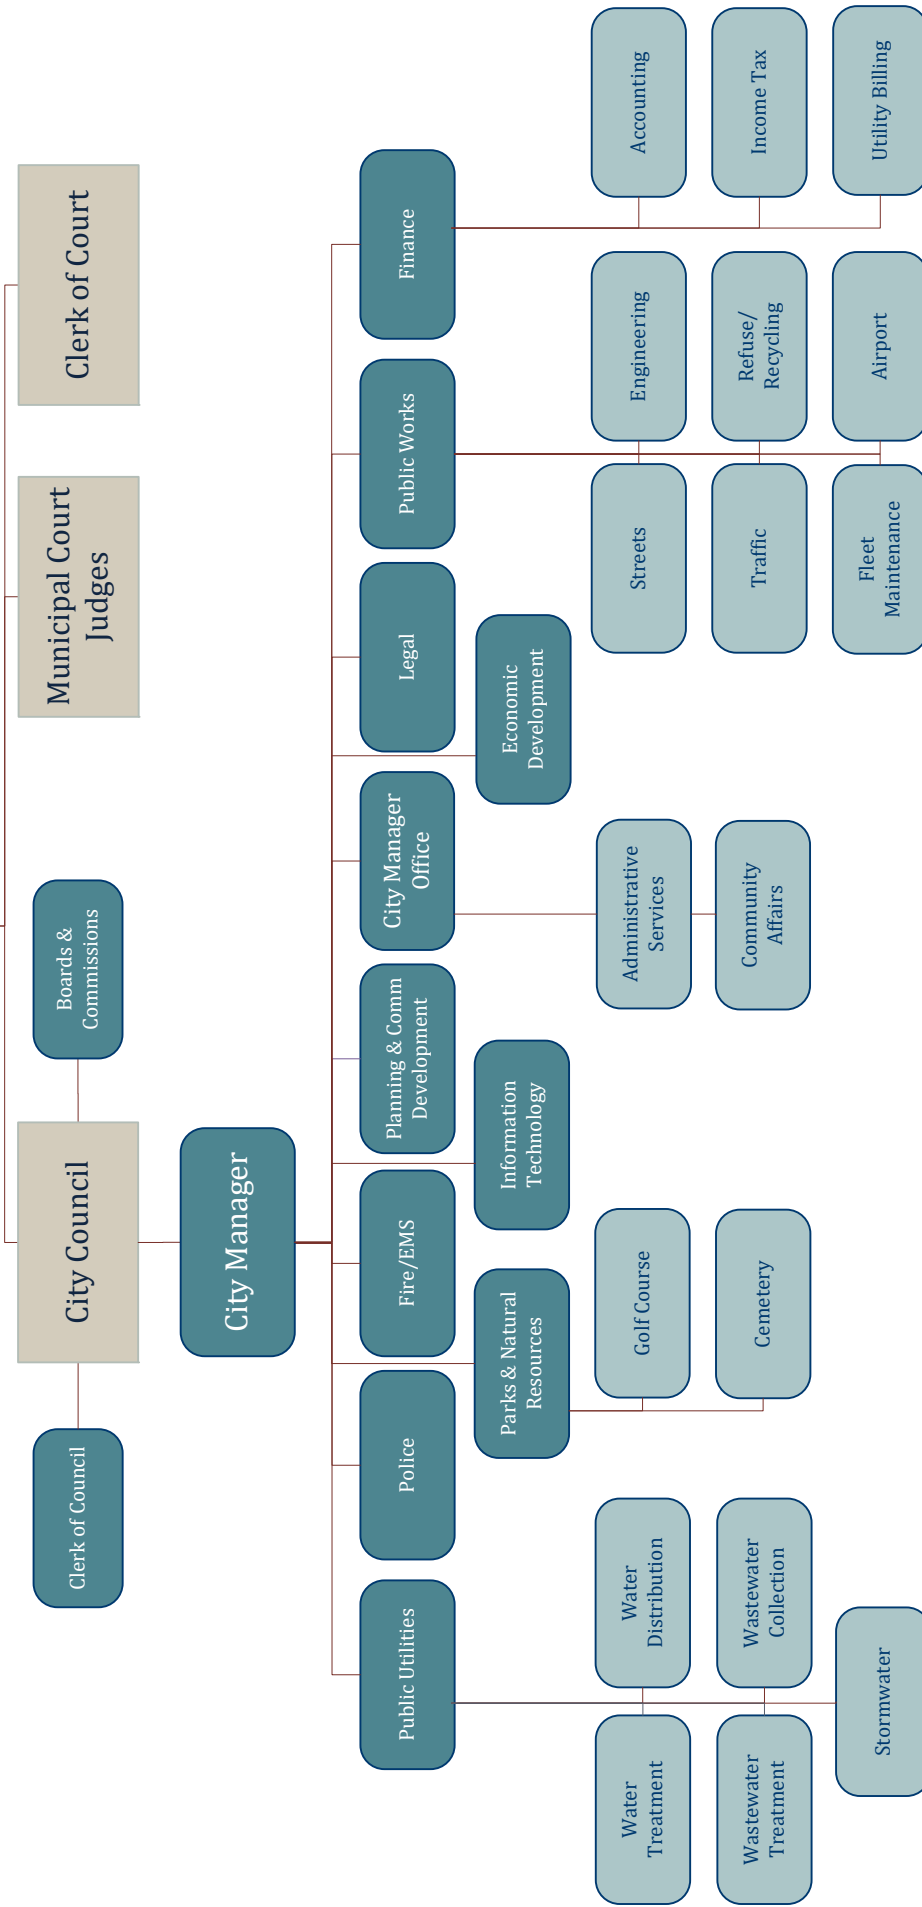 City Council
Municipal Court
Judges
Clerk of Court
Clerk of Council
Boards &
Commissions
City Manager
Public Utilities
Police
Fire/EMS
Planning & Comm
Development
City Manager
Office
Legal
Public Works
Finance
Parks & Natural
Resources
Information
Technology
Economic
Development
Water
Treatment
Water
Distribution
Golf Course
Administrative
Services
Streets
Engineering
Accounting
Wastewater
Treatment
Wastewater
Collection
Cemetery
Community
Affairs
Traffic
Refuse/
Recycling
Income Tax
Stormwater
Fleet
Maintenance
Airport
Utility Billing